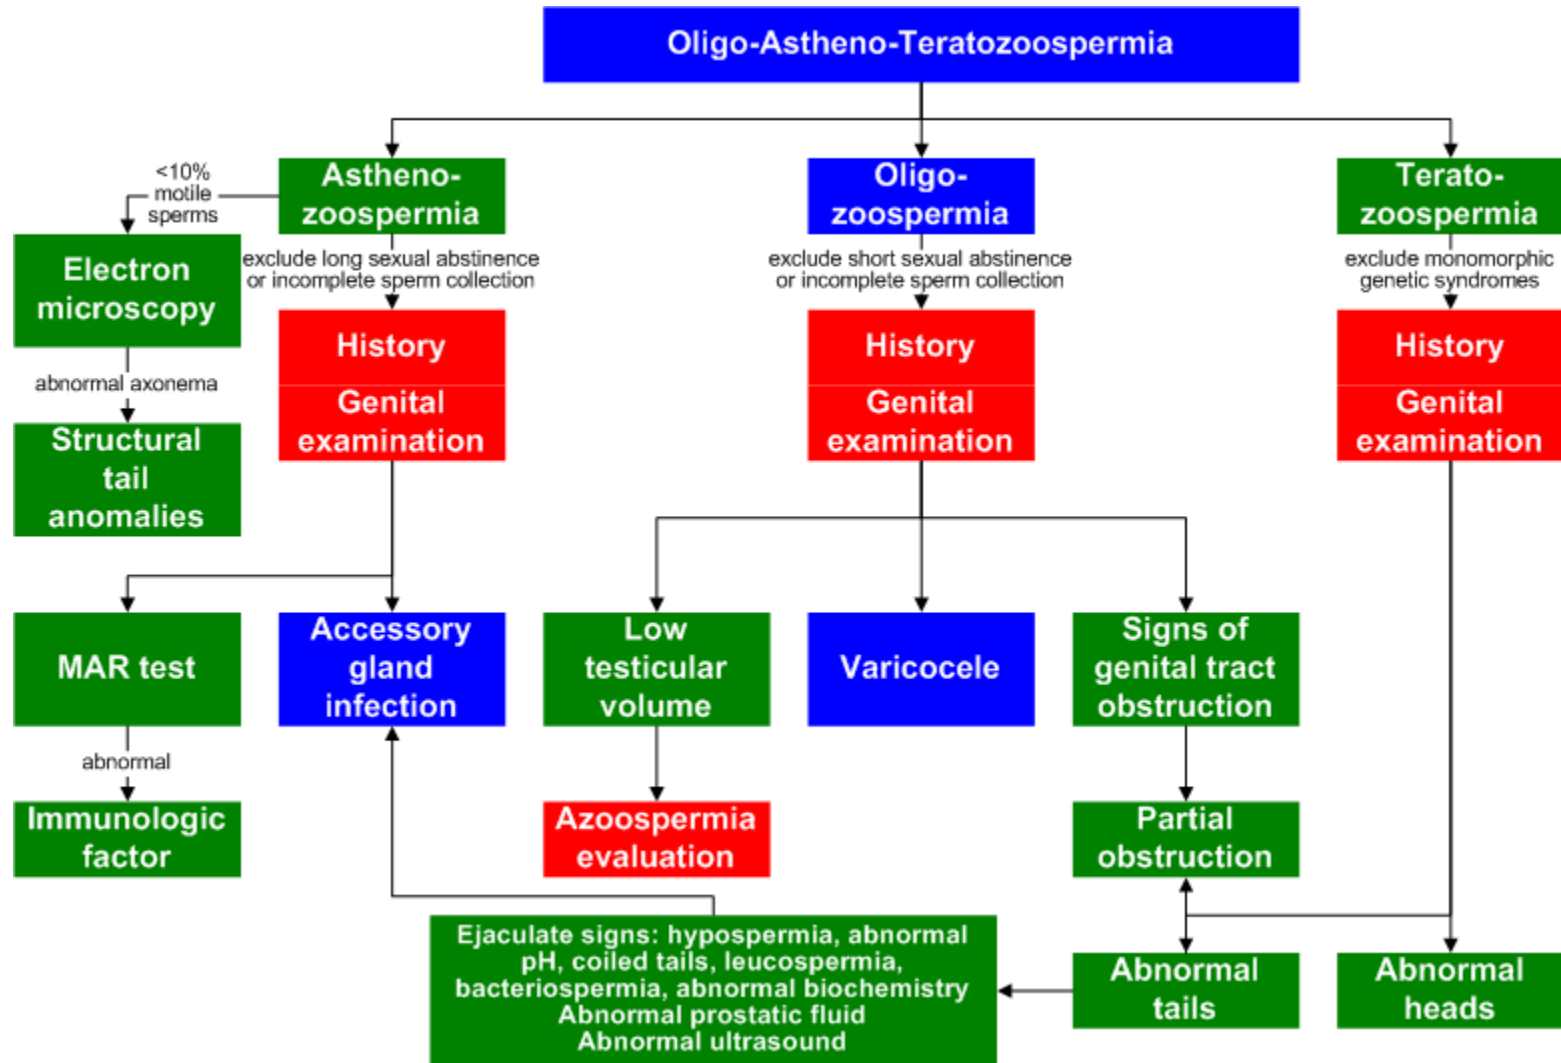 Oligo-Astheno-Teratozoospermia
<10%
motile
sperms
Astheno-
zoospermia
Oligo-
zoospermia
Terato-
zoospermia
Electron
microscopy
exclude long sexual abstinence
or incomplete sperm collection
exclude short sexual abstinence
or incomplete sperm collection
exclude monomorphic
genetic syndromes
History
Genital
examination
History
Genital
examination
History
Genital
examination
abnormal axonema
Structural
tail
anomalies
MAR test
Accessory
gland
infection
Low
testicular
volume
Varicocele
Signs of
genital tract
obstruction
abnormal
Immunologic
factor
Azoospermia
evaluation
Partial
obstruction
Ejaculate signs: hypospermia, abnormal
pH, coiled tails, leucospermia,
bacteriospermia, abnormal biochemistry
Abnormal prostatic fluid
Abnormal ultrasound
Abnormal
tails
Abnormal
heads